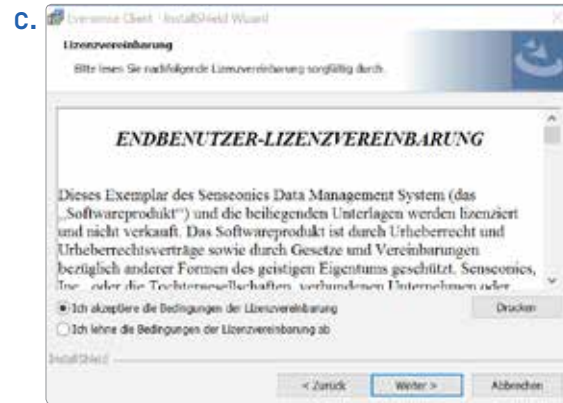 C.
Eversense Client - InstallShield Wizard
Lizenzvereinbarung
Bitte lesen Sie nachfolgende Lizenzvereinbarung sorgfältig durch.
ENDBENUTZER-LIZENZVEREINBARUNG
Dieses Exemplar des Senseonics Data Management System (das
„Softwareprodukt“) und die beiliegenden Unterlagen werden lizenziert
und nicht verkauft. Das Softwareprodukt ist durch Urheberrecht und
Urheberrechtsverträge sowie durch Gesetze und Vereinbarungen
bezüglich anderer Formen des geistigen Eigentums geschützt. Senseonics,
Inc., oder die Tochtergesellschaften, verbundenen Unternehmen oder
Ich akzeptiere die Bedingungen der Lizenzvereinbarung
Drucken
Ich lehne die Bedingungen der Lizenzvereinbarung ab
InstallShield
< Zurück
Weiter >
Abbrechen